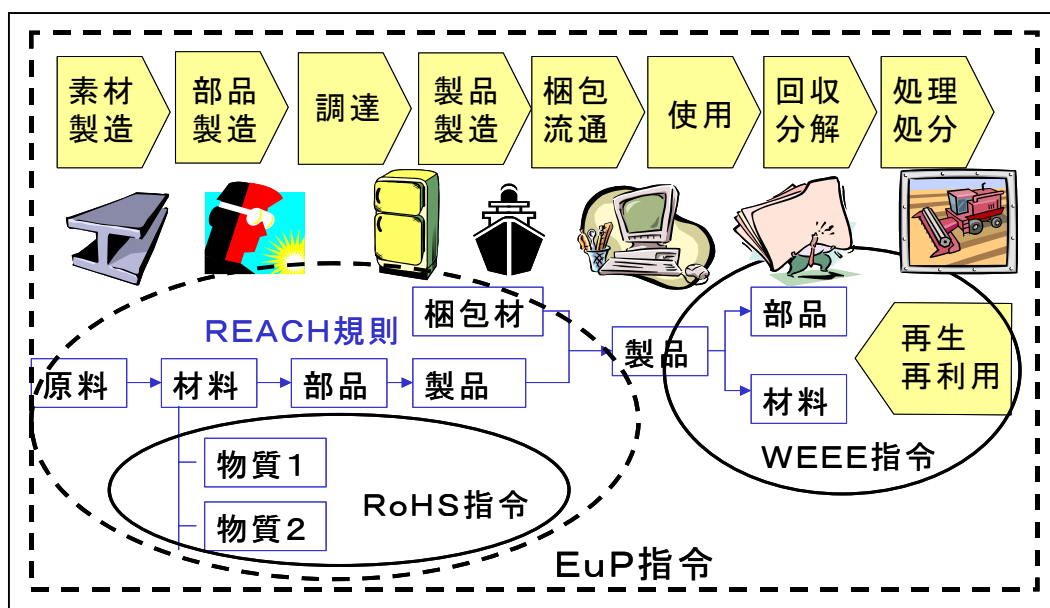 素材
製造
部品
製造
調達
製品
製造
梱包
流通
使用
回収
分解
処理
処分
REACH規則
梱包材
部品
製品
再生
再利用
原料
材料
部品
製品
材料
物質1
RoHS指令
WEEE指令
物質2
EuP指令